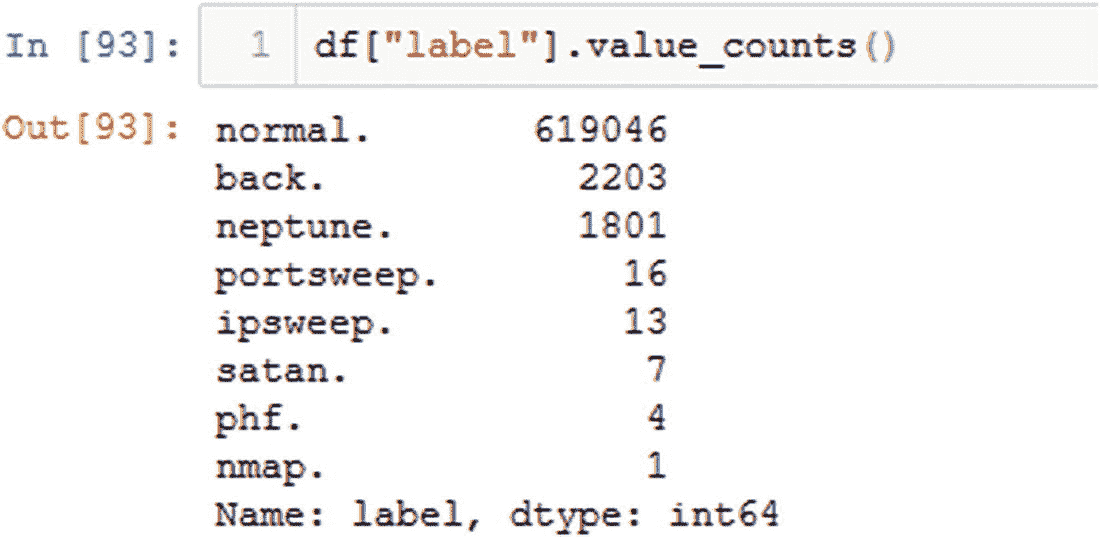 In [93]: 1 df["label"].value_counts()
Out[93]: normal. 619046
back. 2203
neptune. 1801
portsweep. 16
ipsweep. 13
satan. 7
phf. 4
nmap. 1
Name: label, dtype: int64